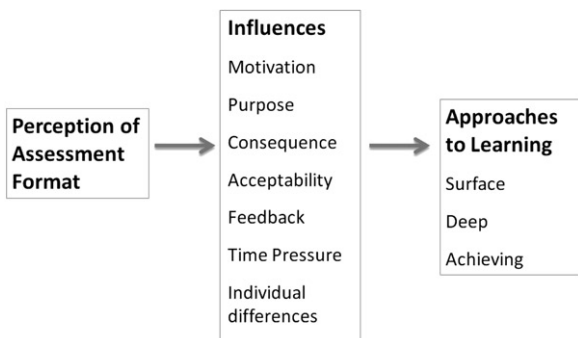 Perception of
Assessment
Format
Influences
Motivation
Purpose
Consequence
Acceptability
Feedback
Time Pressure
Individual
differences
Approaches
to Learning
Surface
Deep
Achieving